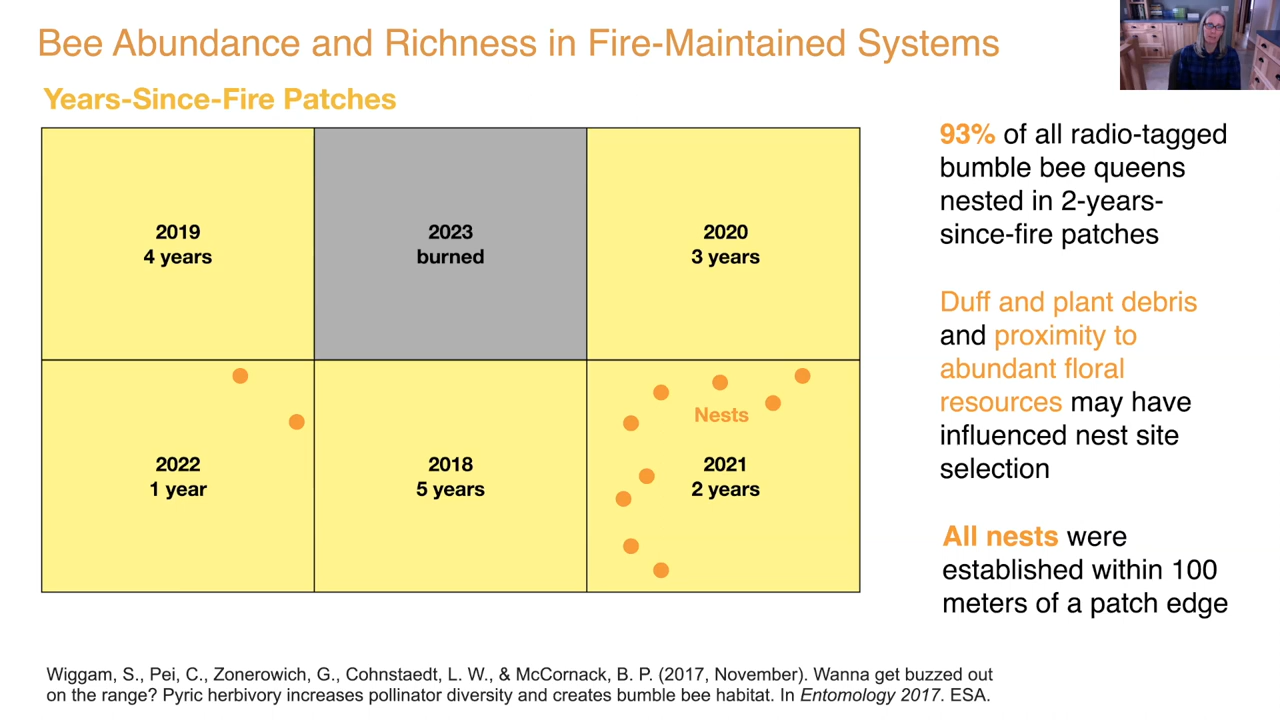 Bee Abundance and Richness in Fire-Maintained Systems
Years-Since-Fire Patches
2019
4 years
2023
burned
2020
3 years
2022
1 year
2018
5 years
Nests
2021
2 years
93% of all radio-tagged
bumble bee queens
nested in 2-years-
since-fire patches
Duff and plant debris
and proximity to
abundant floral
resources may have
influenced nest site
selection
All nests were
established within 100
meters of a patch edge
Wiggam, S., Pei, C., Zonerowich, G., Cohnstaedt, L. W., & McCornack, B. P. (2017, November). Wanna get buzzed out
on the range? Pyric herbivory increases pollinator diversity and creates bumble bee habitat. In Entomology 2017. ESA.